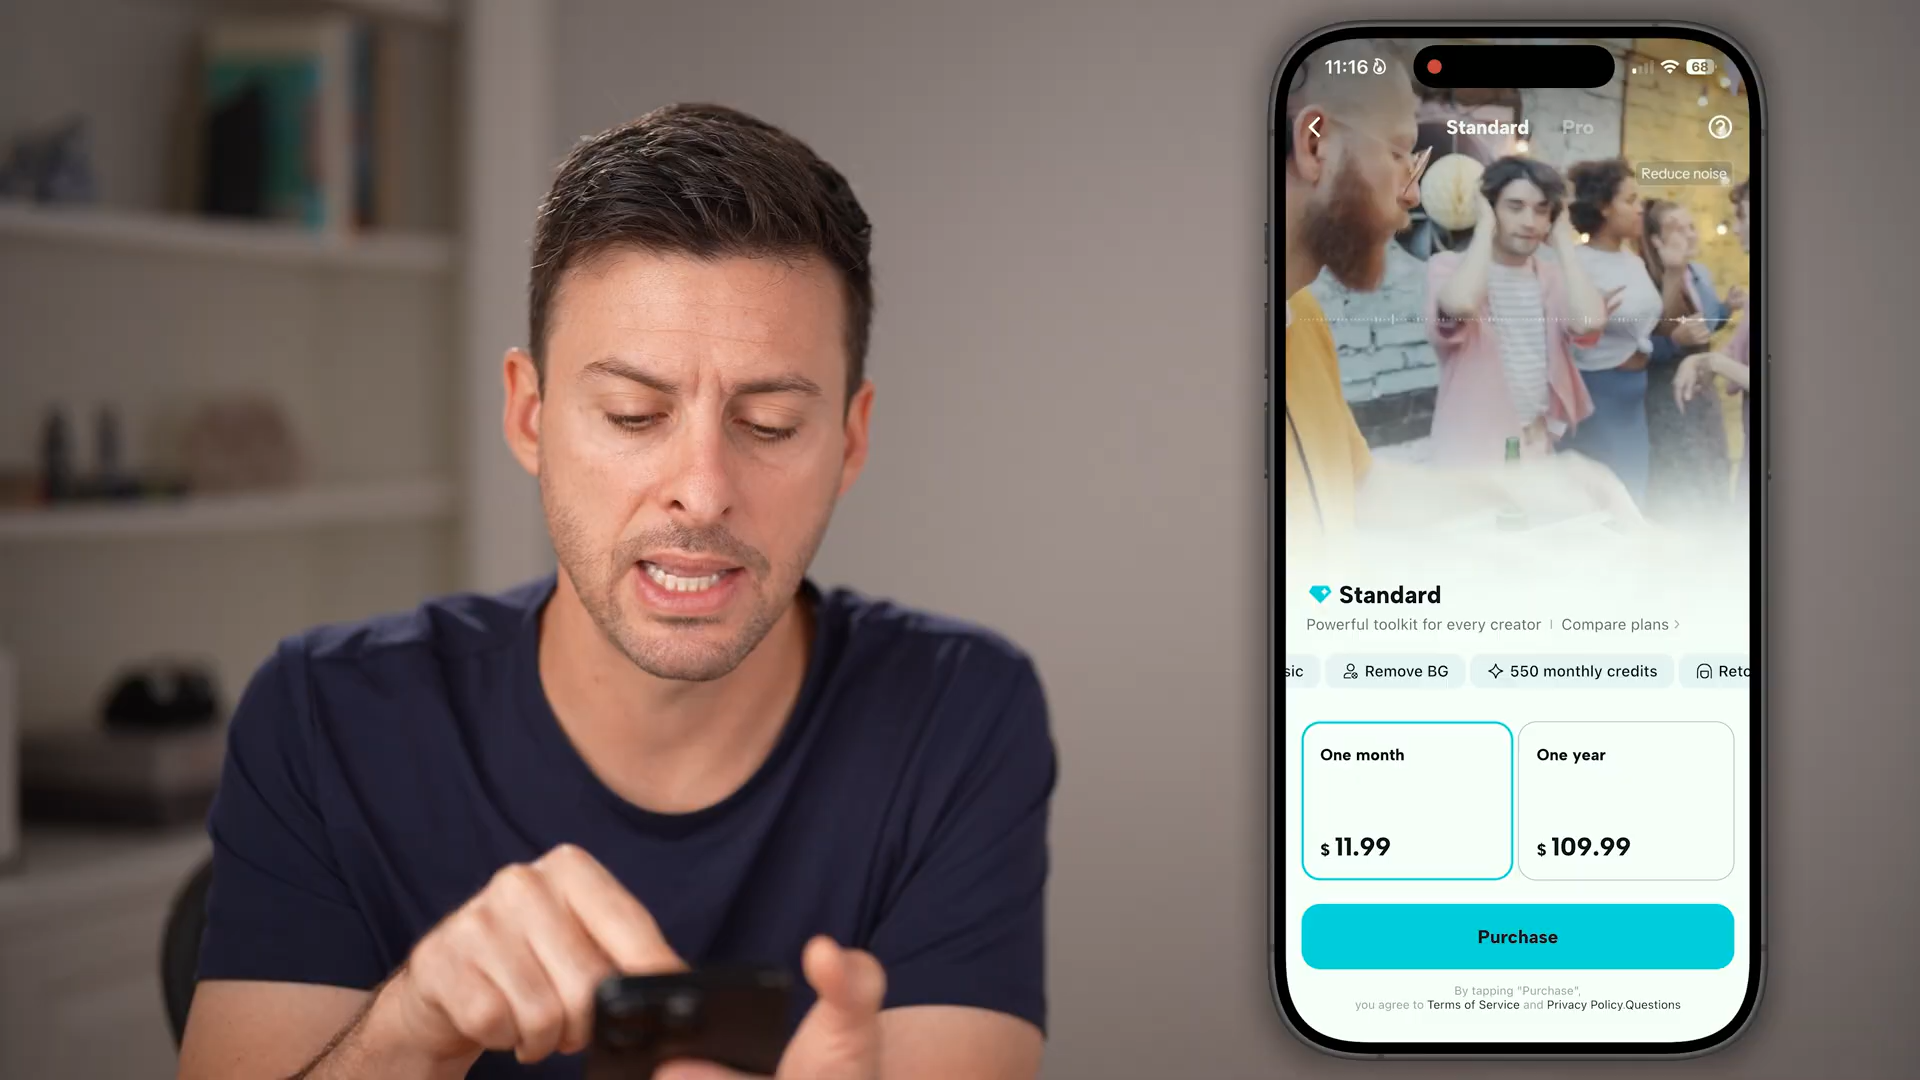 11:16
68
Standard Pro
Reduce noise
Standard
Powerful toolkit for every creator | Compare plans >
sic Remove BG 550 monthly credits Reto
One month One year
$ 11.99 $ 109.99
Purchase
By tapping "Purchase",
you agree to Terms of Service and Privacy Policy.Questions